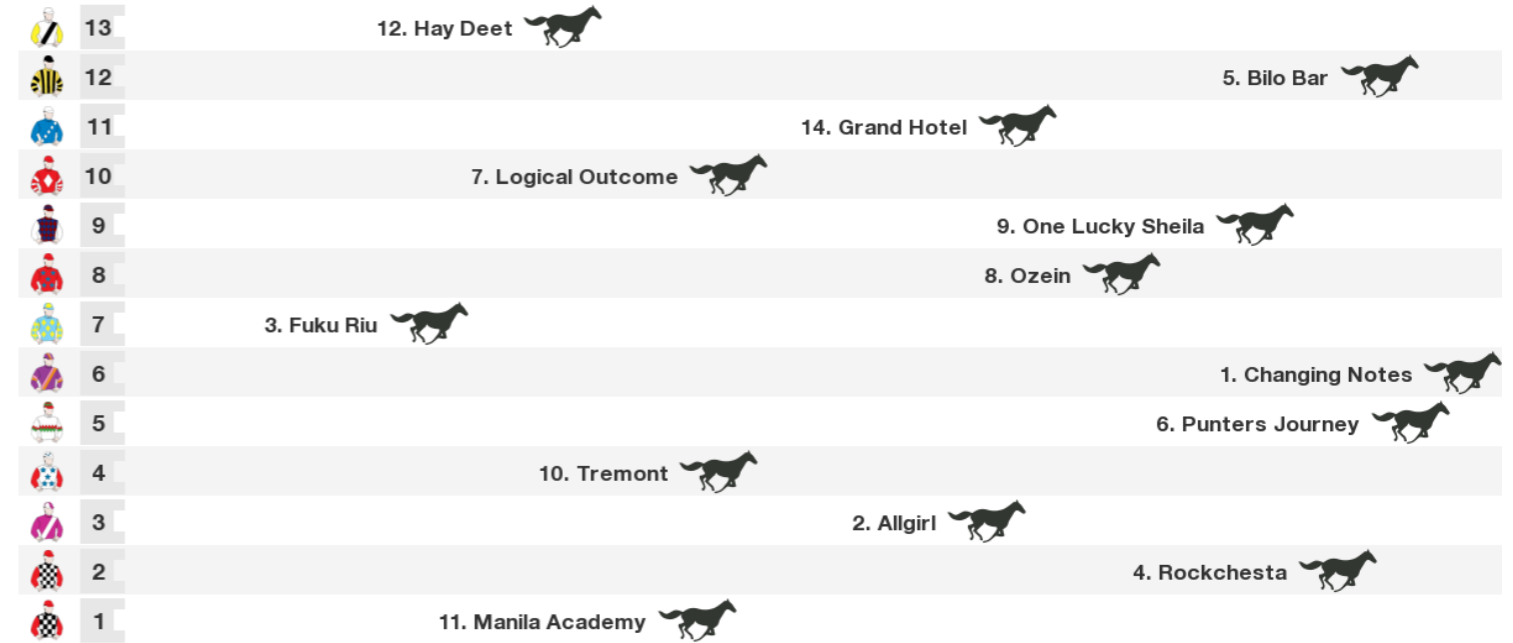 13 12. Hay Deet
12 5. Bilo Bar
11 14. Grand Hotel
10 7. Logical Outcome
9 9. One Lucky Sheila
8 8. Ozein
7 3. Fuku Riu
6 1. Changing Notes
5 6. Punters Journey
4 10. Tremont
3 2. Allgirl
2 4. Rockchesta
1 11. Manila Academy